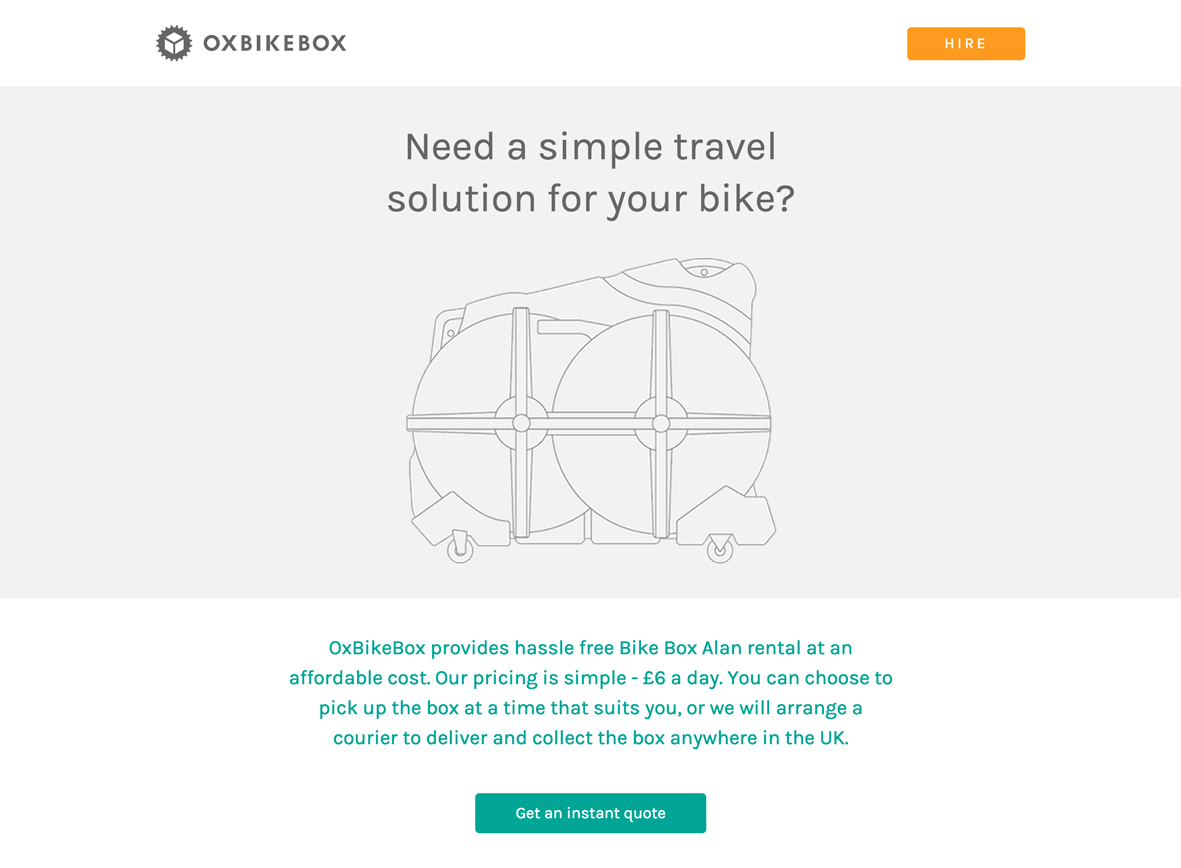 OXBIKEBOX
HIRE
Need a simple travel
solution for your bike?
OxBikeBox provides hassle free Bike Box Alan rental at an
affordable cost. Our pricing is simple - £6 a day. You can choose to
pick up the box at a time that suits you, or we will arrange a
courier to deliver and collect the box anywhere in the UK.
Get an instant quote